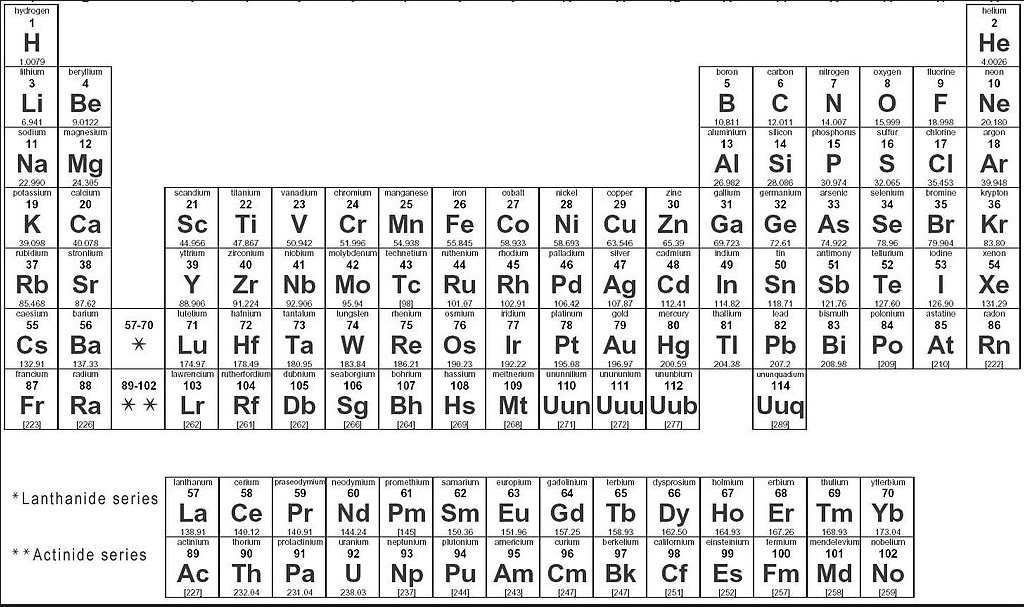 hydrogen helium
1 2
H He
1.0079 4.0026
lithium beryllium boron carbon nitrogen oxygen fluorine neon
3 4 5 6 7 8 9 10
Li Be B C N O F Ne
6.941 9.0122 10.811 12.011 14.007 15.999 18.998 20.180
sodium magnesium aluminium silicon phosphorus sulfur chlorine argon
11 12 13 14 15 16 17 18
Na Mg Al Si P S Cl Ar
22.990 24.305 26.982 28.086 30.974 32.065 35.453 39.948
potassium calcium scandium titanium vanadium chromium manganese iron cobalt nickel copper zinc gallium germanium arsenic selenium bromine krypton
19 20 21 22 23 24 25 26 27 28 29 30 31 32 33 34 35 36
K Ca Sc Ti V Cr Mn Fe Co Ni Cu Zn Ga Ge As Se Br Kr
39.098 40.078 44.956 47.867 50.942 51.996 54.938 55.845 58.933 58.693 63.546 65.39 69.723 72.61 74.922 78.96 79.904 83.80
rubidium strontium yttrium zirconium niobium molybdenum technetium ruthenium rhodium palladium silver cadmium indium tin antimony tellurium iodine xenon
37 38 39 40 41 42 43 44 45 46 47 48 49 50 51 52 53 54
Rb Sr Y Zr Nb Mo Tc Ru Rh Pd Ag Cd In Sn Sb Te I Xe
85.468 87.62 88.906 91.224 92.906 95.94 [98] 101.07 102.91 106.42 107.87 112.41 114.82 118.71 121.76 127.60 126.90 131.29
caesium barium lutetium hafnium tantalum tungsten rhenium osmium iridium platinum gold mercury thallium lead bismuth polonium astatine radon
55 56 57-70 71 72 73 74 75 76 77 78 79 80 81 82 83 84 85 86
Cs Ba * Lu Hf Ta W Re Os Ir Pt Au Hg Tl Pb Bi Po At Rn
132.91 137.33 174.97 178.49 180.95 183.84 186.21 190.23 192.22 195.08 196.97 200.59 204.38 207.2 208.98 [209] [210] [222]
francium radium lawrencium rutherfordium dubnium seaborgium bohrium hassium meitnerium ununnilium unununium ununbium ununquadium
87 88 89-102 103 104 105 106 107 108 109 110 111 112 114
Fr Ra ** Lr Rf Db Sg Bh Hs Mt Uun Uuu Uub Uuq
[223] [226] [262] [261] [262] [266] [264] [269] [268] [271] [272] [277] [289]
*Lanthanide series
lanthanum cerium praseodymium neodymium promethium samarium europium gadolinium terbium dysprosium holmium erbium thulium ytterbium
57 58 59 60 61 62 63 64 65 66 67 68 69 70
La Ce Pr Nd Pm Sm Eu Gd Tb Dy Ho Er Tm Yb
138.91 140.12 140.91 144.24 [145] 150.36 151.96 157.25 158.93 162.50 164.93 167.26 168.93 173.04
**Actinide series
actinium thorium protactinium uranium neptunium plutonium americium curium berkelium californium einsteinium fermium mendelevium nobelium
89 90 91 92 93 94 95 96 97 98 99 100 101 102
Ac Th Pa U Np Pu Am Cm Bk Cf Es Fm Md No
[227] 232.04 231.04 238.03 [237] [244] [243] [247] [247] [251] [252] [257] [258] [259]